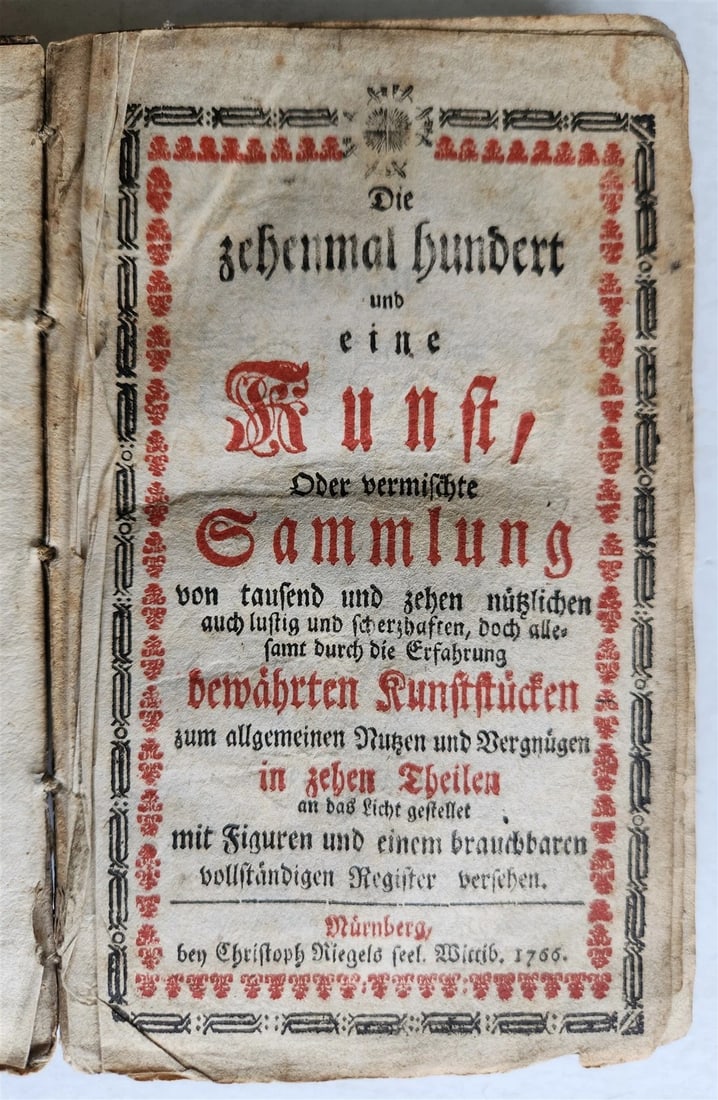 Die
zehenmal hundert
und
eine
Kunst,
Oder vermischte
Sammlung
von tausend und zehen nützlichen
auch lustig und scherzhaften, doch alle-
samt durch die Erfahrung
bewährten Kunststücken
zum allgemeinen Nutzen und Vergnügen
in zehen Theilen
an das Licht gestellet
mit Figuren und einem brauchbaren
vollständigen Register versehen.
Nürnberg,
bey Christoph Riegels seel. Wittib. 1766.